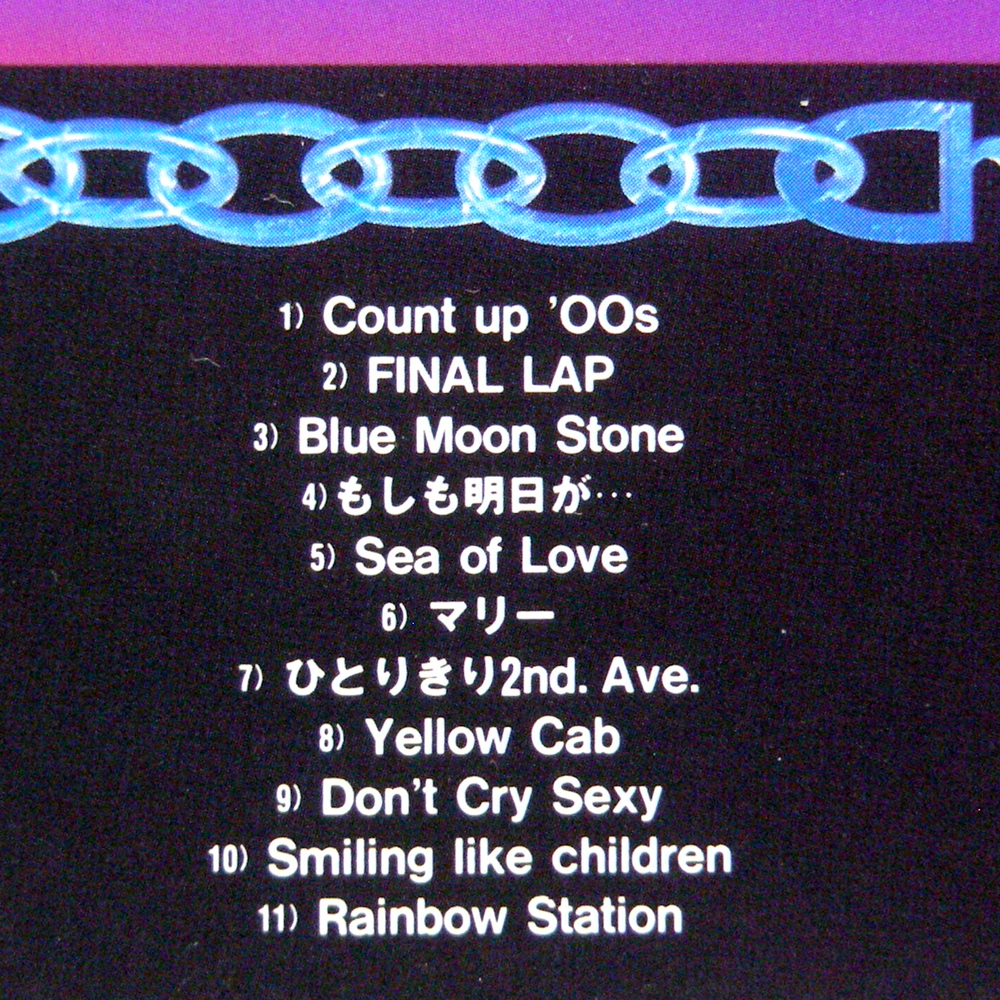 1) Count up '00s
2) FINAL LAP
3) Blue Moon Stone
4) もしも明日が…
5) Sea of Love
6) マリー
7) ひとりきり2nd. Ave.
8) Yellow Cab
9) Don't Cry Sexy
10) Smiling like children
11) Rainbow Station